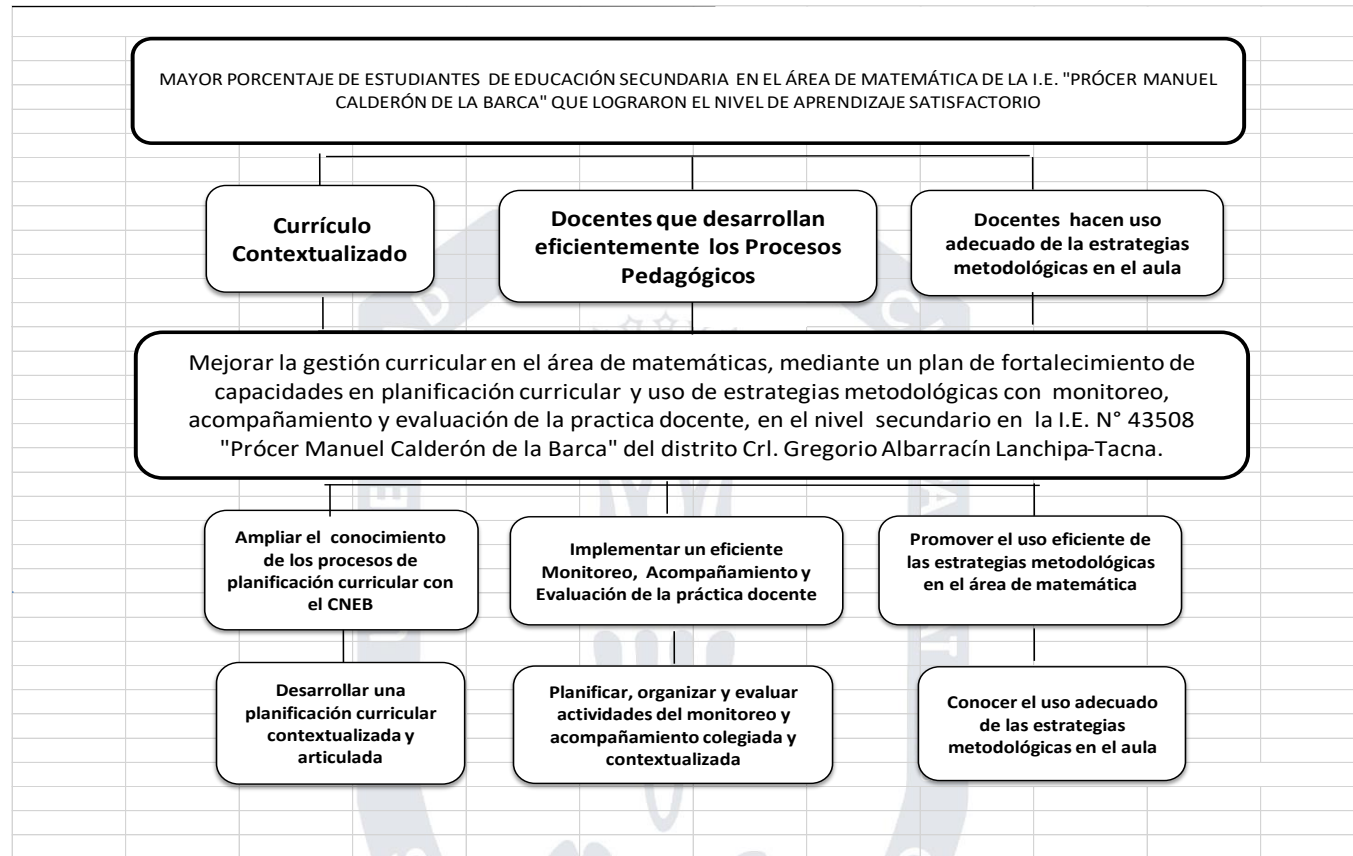 MAYOR PORCENTAJE DE ESTUDIANTES DE EDUCACIÓN SECUNDARIA EN EL ÁREA DE MATEMÁTICA DE LA I.E. "PRÓCER MANUEL
CALDERÓN DE LA BARCA" QUE LOGRARON EL NIVEL DE APRENDIZAJE SATISFACTORIO
Currículo
Contextualizado
Docentes que desarrollan
eficientemente los Procesos
Pedagógicos
Docentes hacen uso
adecuado de la estrategias
metodológicas en el aula
Mejorar la gestión curricular en el área de matemáticas, mediante un plan de fortalecimiento de
capacidades en planificación curricular y uso de estrategias metodológicas con monitoreo,
acompañamiento y evaluación de la practica docente, en el nivel secundario en la I.E. N° 43508
"Prócer Manuel Calderón de la Barca" del distrito Crl. Gregorio Albarracín Lanchipa-Tacna.
Ampliar el conocimiento
de los procesos de
planificación curricular con
el CNEB
Implementar un eficiente
Monitoreo, Acompañamiento y
Evaluación de la práctica docente
Promover el uso eficiente de
las estrategias metodológicas
en el área de matemática
Desarrollar una
planificación curricular
contextualizada y
articulada
Planificar, organizar y evaluar
actividades del monitoreo y
acompañamiento colegiada y
contextualizada
Conocer el uso adecuado
de las estrategias
metodológicas en el aula